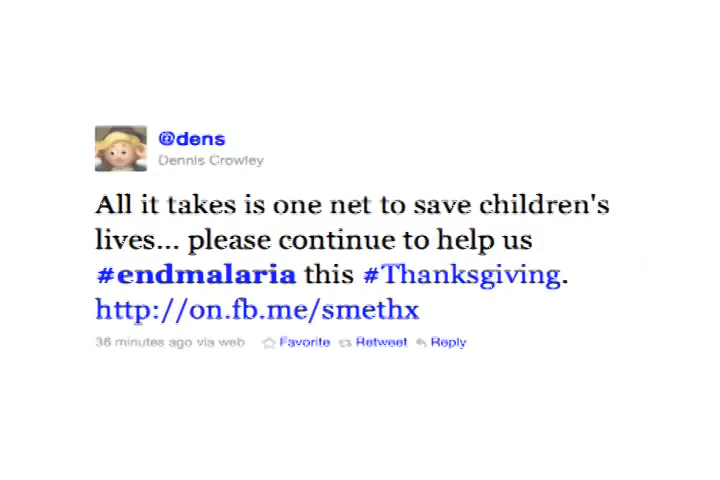 @dens
Dennis Crowley
All it takes is one net to save children's
lives... please continue to help us
#endmalaria this #Thanksgiving.
http://on.fb.me/smethx
36 minutes ago via web Favorite Retweet Reply